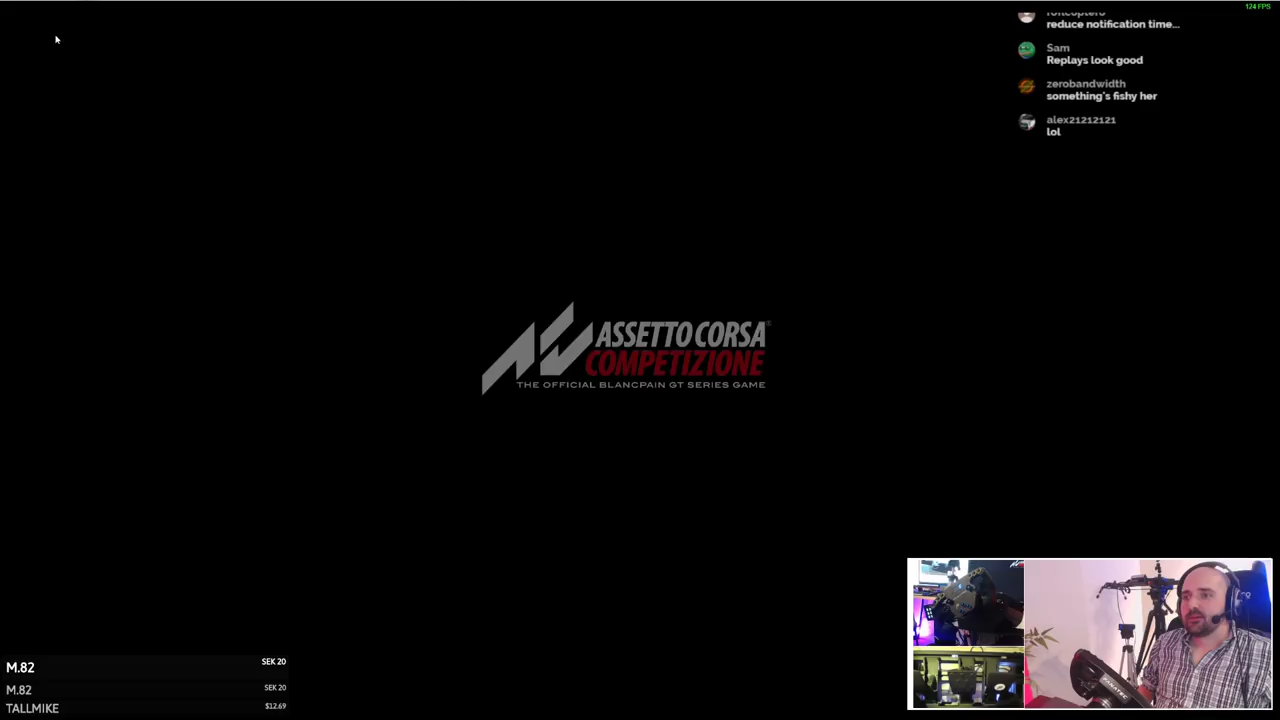 124 FPS
reduce notification time...
Sam
Replays look good
zerobandwidth
something's fishy her
alex21212121
lol
ASSETTO CORSA
COMPETIZIONE
THE OFFICIAL BLANCPAIN GT SERIES GAME
M.82 SEK 20
M.82 SEK 20
TALLMIKE $12.69
FANATEC